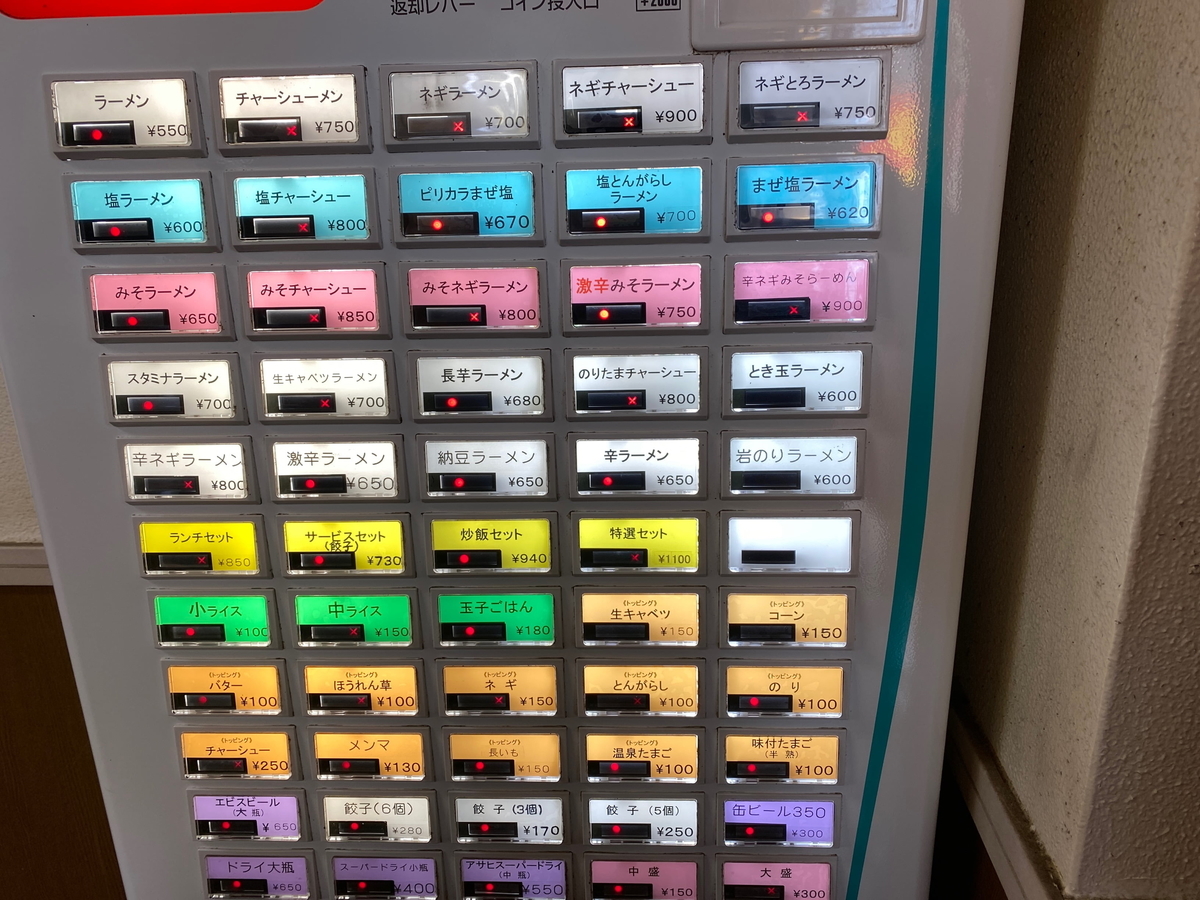 返却レバー コイン投入口 ¥2000
ラーメン ¥550
チャーシューメン ¥750
ネギラーメン ¥700
ネギチャーシュー ¥900
ネギとろラーメン ¥750
塩ラーメン ¥600
塩チャーシュー ¥800
ピリカラまぜ塩 ¥670
塩とんがらし
ラーメン ¥700
まぜ塩ラーメン ¥620
みそラーメン ¥650
みそチャーシュー ¥850
みそネギラーメン ¥800
激辛みそラーメン ¥750
辛ネギみそらーめん ¥900
スタミナラーメン ¥700
生キャベツラーメン ¥700
長芋ラーメン ¥680
のりたまチャーシュー ¥800
とき玉ラーメン ¥600
辛ネギラーメン ¥800
激辛ラーメン ¥650
納豆ラーメン ¥650
辛ラーメン ¥650
岩のりラーメン ¥600
ランチセット ¥850
サービスセット
(餃子) ¥730
炒飯セット ¥940
特選セット ¥1100
小ライス ¥100
中ライス ¥150
玉子ごはん ¥180
(トッピング)
生キャベツ ¥150
(トッピング)
コーン ¥150
(トッピング)
バター ¥100
(トッピング)
ほうれん草 ¥100
(トッピング)
ネギ ¥150
(トッピング)
とんがらし ¥100
(トッピング)
のり ¥100
(トッピング)
チャーシュー ¥250
メンマ ¥130
(トッピング)
長いも ¥150
(トッピング)
温泉たまご ¥100
(トッピング)
味付たまご
(半熟) ¥100
エビスビール
(大瓶) ¥650
餃子(6個) ¥280
餃子(3個) ¥170
餃子(5個) ¥250
缶ビール350 ¥300
ドライ大瓶 ¥650
スーパードライ小瓶 ¥400
アサヒスーパードライ
(中瓶) ¥550
中盛 ¥150
大盛 ¥300